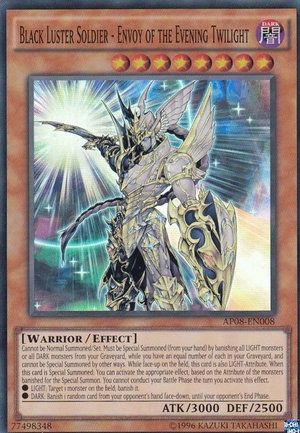 Black Luster Soldier - Envoy of the Evening Twilight
DARK
闇
AP08-EN008
[Warrior / Effect]
Cannot be Normal Summoned/Set. Must be Special Summoned (from your hand) by banishing all LIGHT monsters
or all DARK monsters from your Graveyard, while you have an equal number of each in your Graveyard, and
cannot be Special Summoned by other ways. While face-up on the field, this card is also LIGHT-Attribute. When
this card is Special Summoned: You can activate the appropriate effect, based on the Attribute of the monsters
banished for the Special Summon. You cannot conduct your Battle Phase the turn you activate this effect.
● LIGHT: Target 1 monster on the field; banish it.
● DARK: Banish 1 random card from your opponent's hand face-down, until your opponent's next End Phase.
ATK/3000 DEF/2500
77498348
©1996 KAZUKI TAKAHASHI